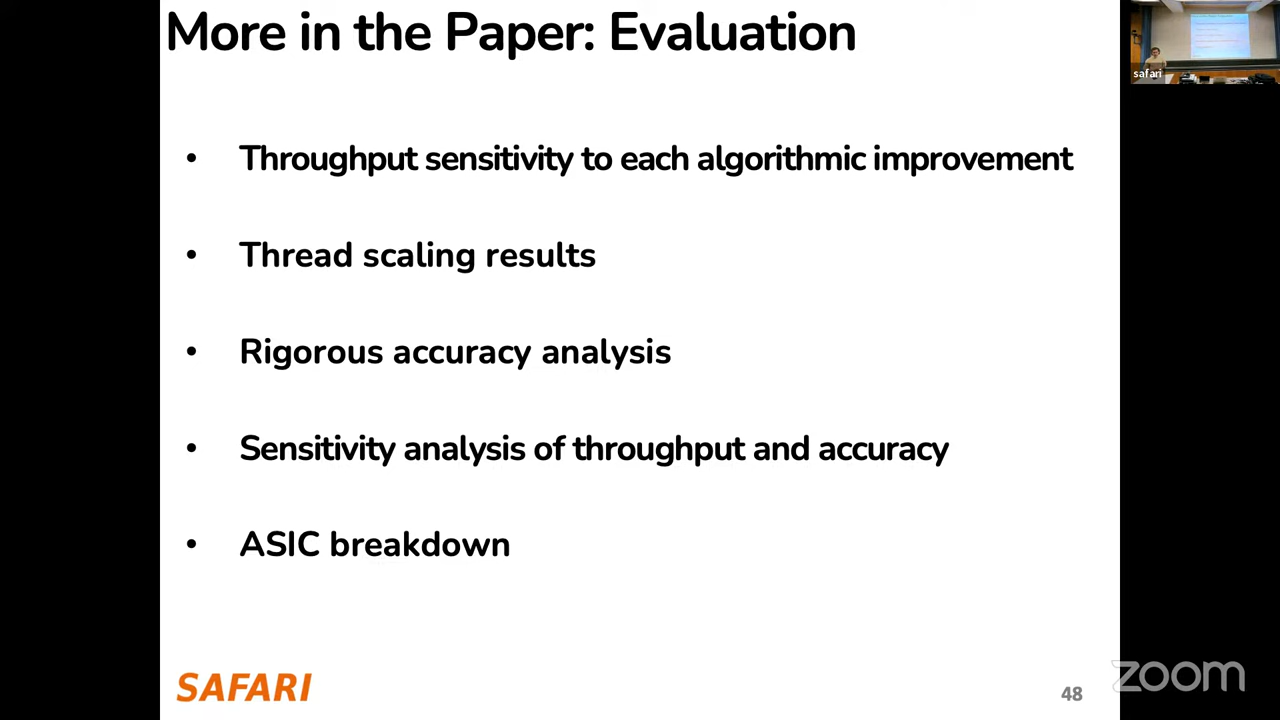 More in the Paper: Evaluation
safari
• Throughput sensitivity to each algorithmic improvement
• Thread scaling results
• Rigorous accuracy analysis
• Sensitivity analysis of throughput and accuracy
• ASIC breakdown
SAFARI
48
zoom